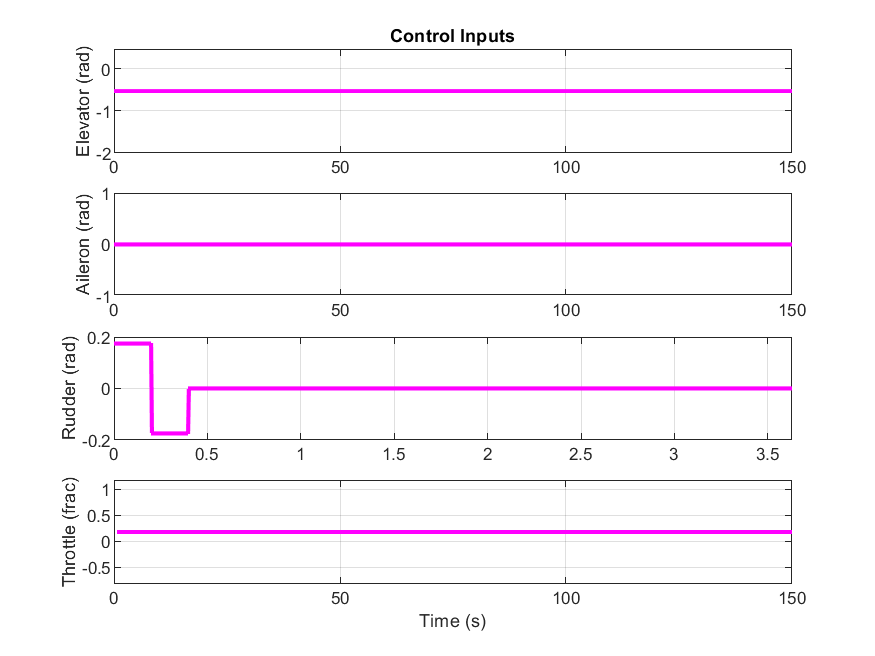 Control Inputs
Elevator (rad)
0
-1
-2
0 50 100 150
Aileron (rad)
1
0
-1
0 50 100 150
Rudder (rad)
0.2
0
-0.2
0 0.5 1 1.5 2 2.5 3 3.5
Throttle (frac)
1
0.5
0
-0.5
0 50 100 150
Time (s)